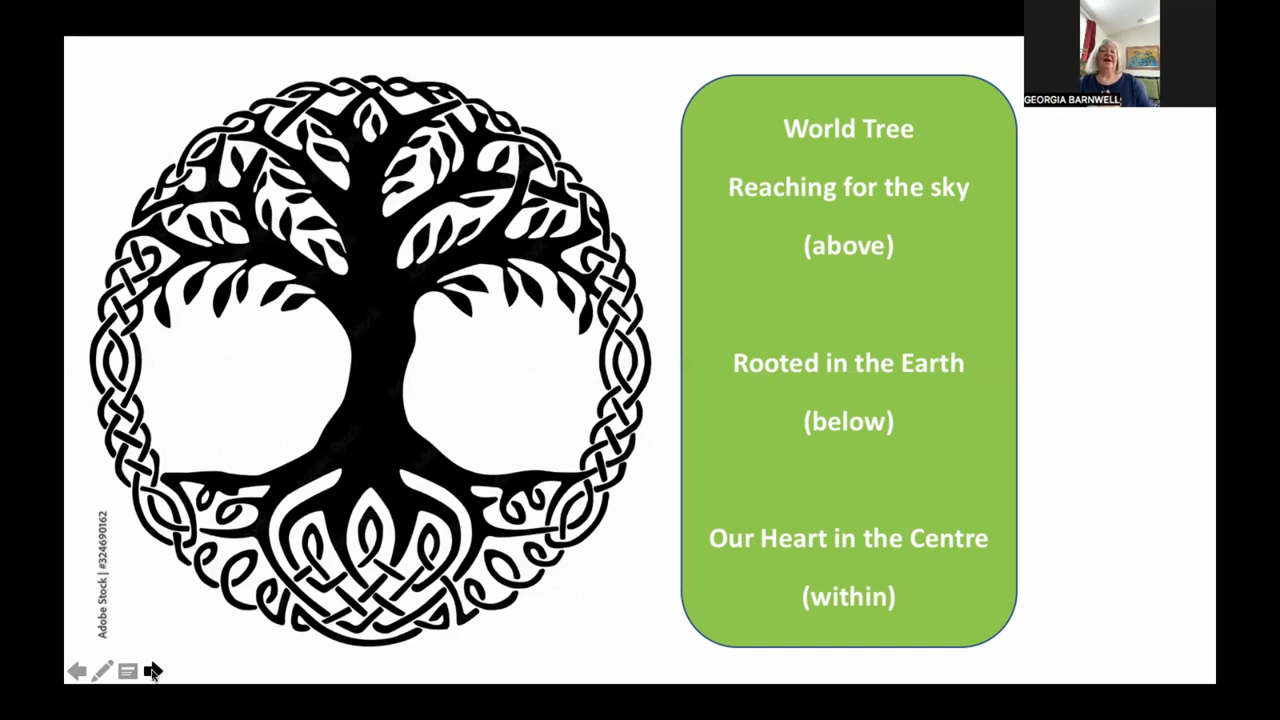 GEORGIA BARNWELL
World Tree
Reaching for the sky
(above)
Rooted in the Earth
(below)
Our Heart in the Centre
(within)
Adobe Stock | #324690162